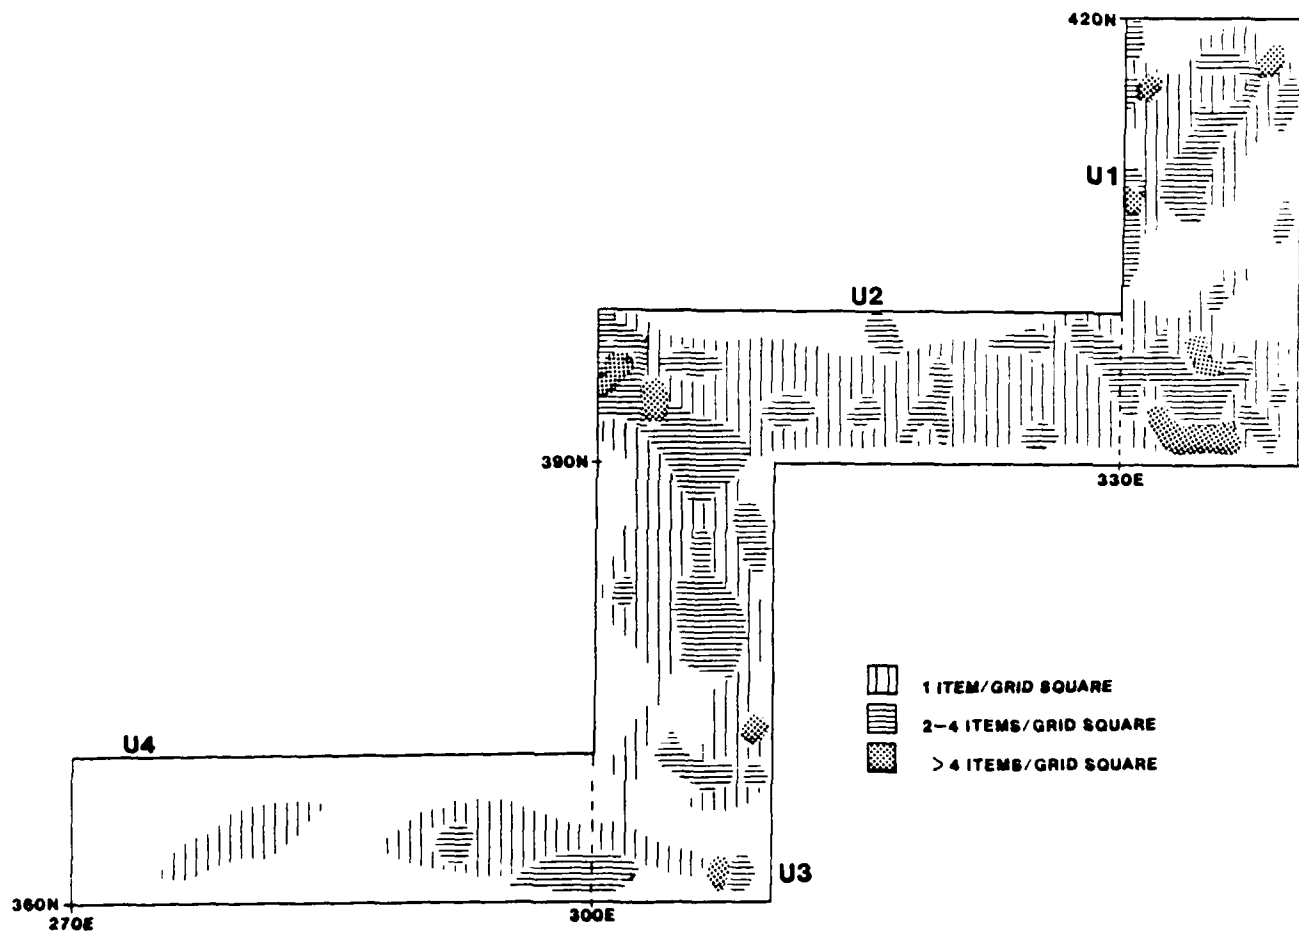 420N
U1
U2
390N
330E
1 ITEM/GRID SQUARE
2-4 ITEMS/GRID SQUARE
>4 ITEMS/GRID SQUARE
U4
U3
360N
270E
300E